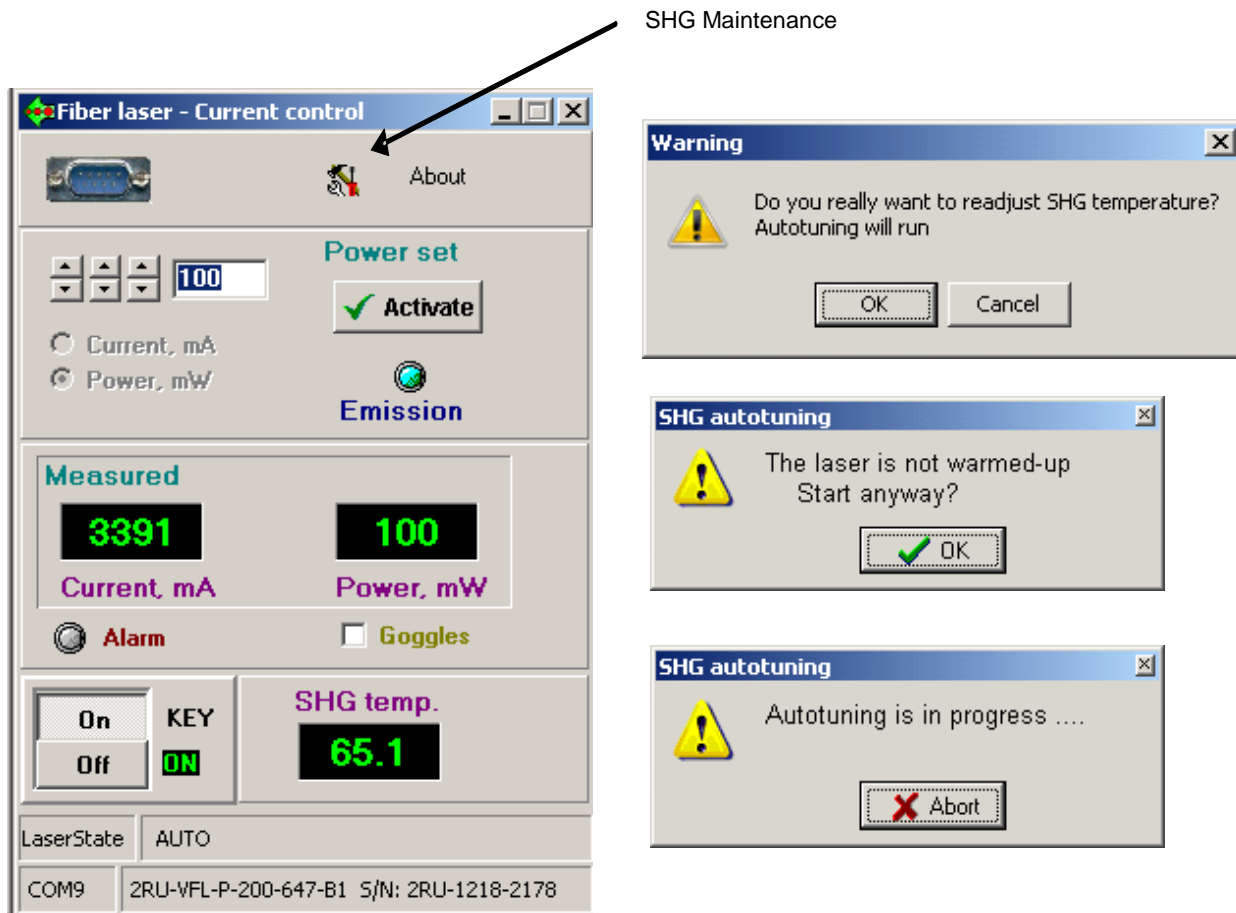 SHG Maintenance
Fiber laser - Current control
About
Power set
100
Activate
Current, mA
Power, mW
Emission
Measured
3391
100
Current, mA
Power, mW
Alarm
Goggles
On
KEY
Off
ON
SHG temp.
65.1
LaserState
AUTO
COM9
2RU-VFL-P-200-647-B1 S/N: 2RU-1218-2178
Warning
Do you really want to readjust SHG temperature?
Autotuning will run
OK
Cancel
SHG autotuning
The laser is not warmed-up
Start anyway?
OK
SHG autotuning
Autotuning is in progress ....
Abort